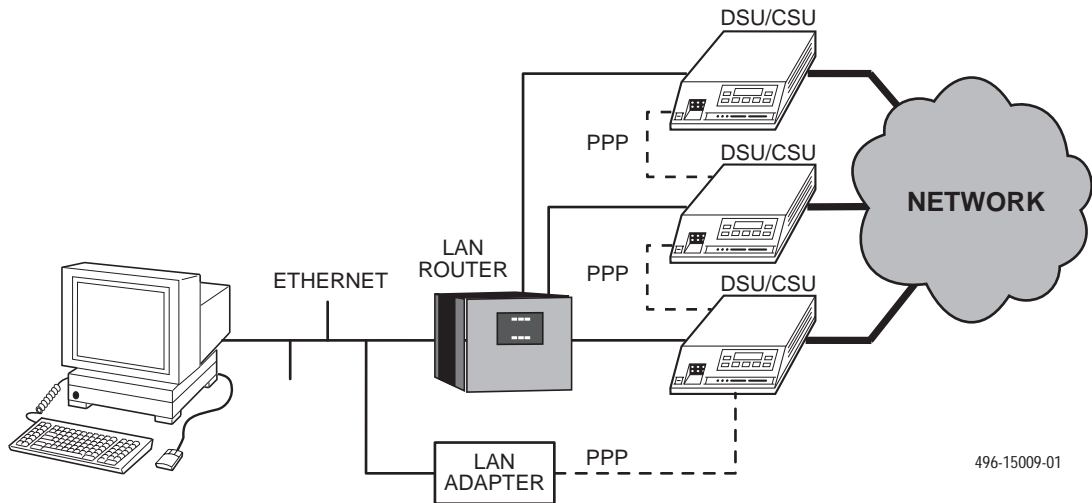 DSU/CSU
PPP
DSU/CSU
NETWORK
LAN
ROUTER
ETHERNET
PPP
DSU/CSU
LAN
ADAPTER
PPP
496-15009-01